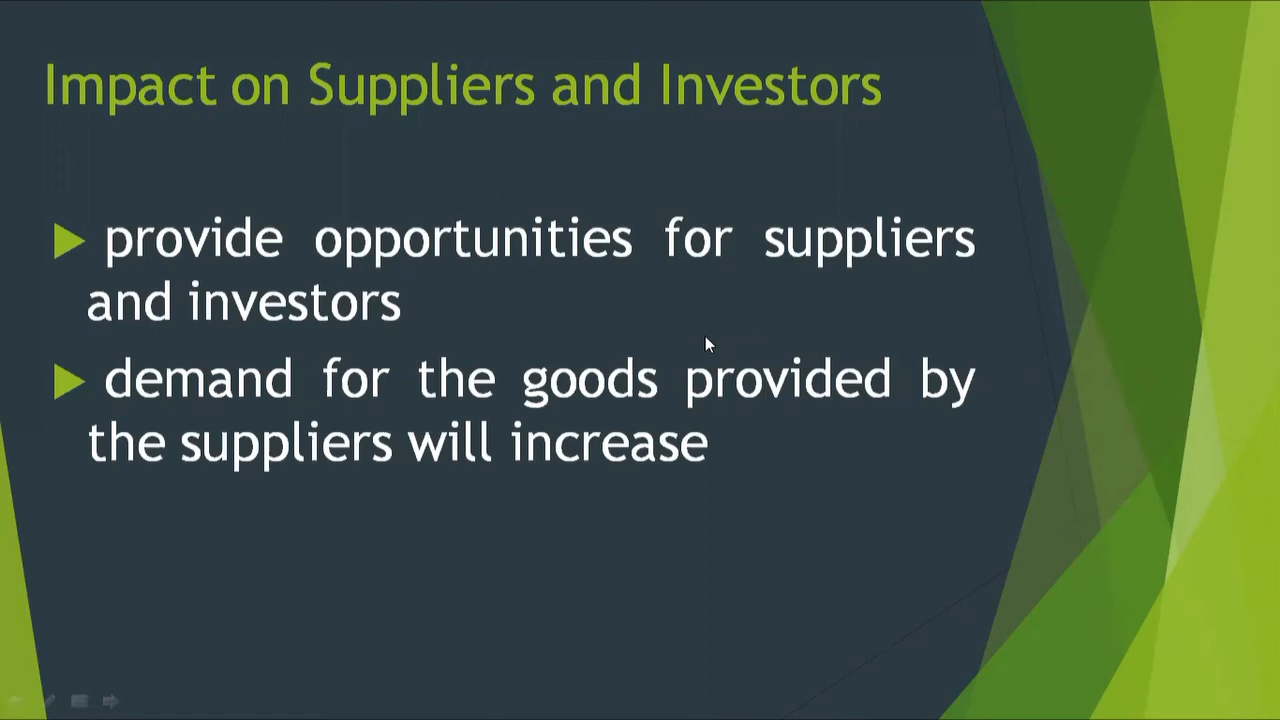 Impact on Suppliers and Investors
provide opportunities for suppliers
and investors
demand for the goods provided by
the suppliers will increase